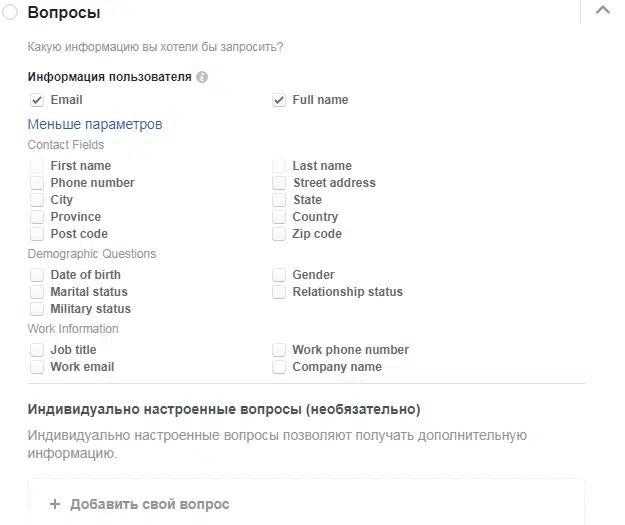 Вопросы
Какую информацию вы хотели бы запросить?
Информация пользователя
Email Full name
Меньше параметров
Contact Fields
First name Last name
Phone number Street address
City State
Province Country
Post code Zip code
Demographic Questions
Date of birth Gender
Marital status Relationship status
Military status
Work Information
Job title Work phone number
Work email Company name
Индивидуально настроенные вопросы (необязательно)
Индивидуально настроенные вопросы позволяют получать дополнительную
информацию.
+ Добавить свой вопрос